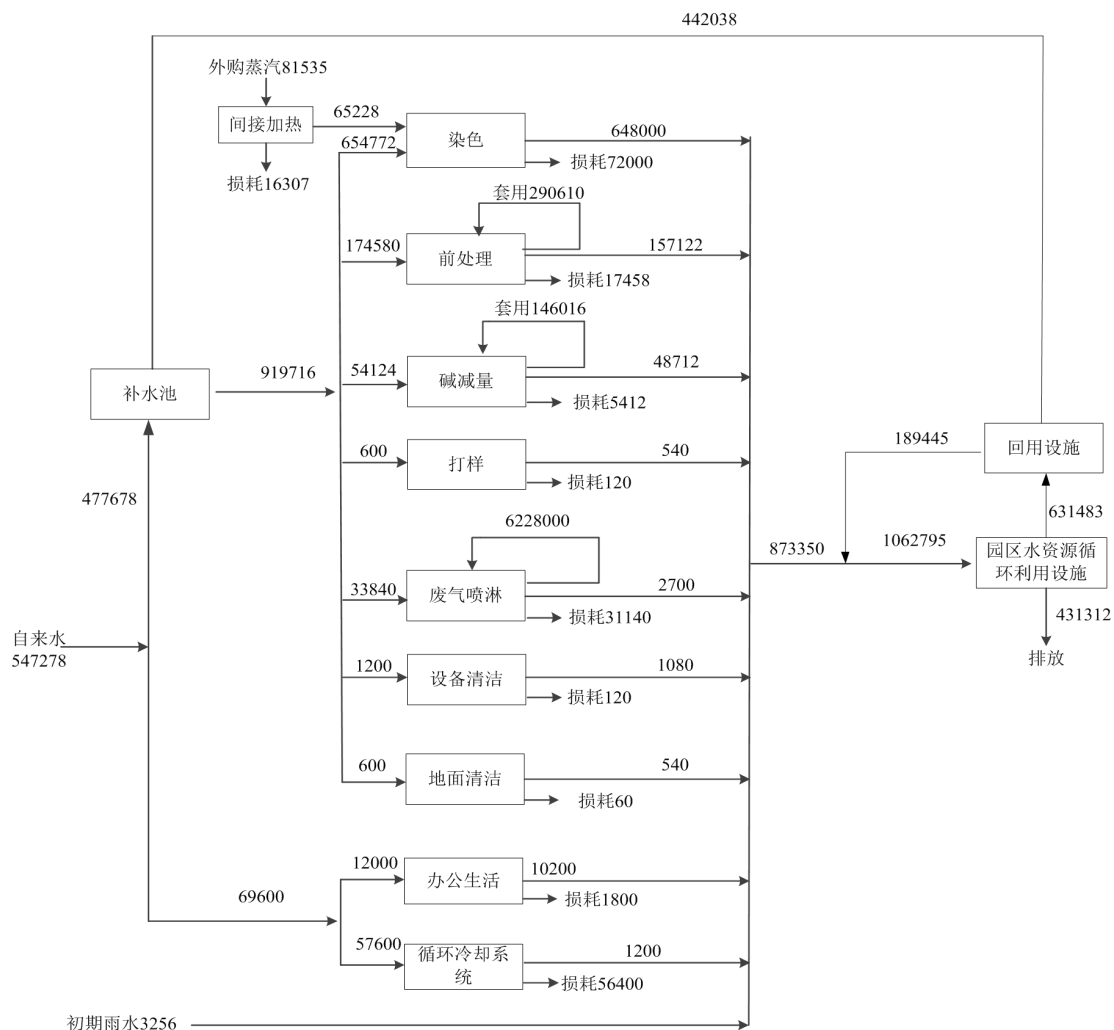 442038
外购蒸汽81535
间接加热
65228
损耗16307
654772
染色
648000
损耗72000
套用290610
174580
前处理
157122
损耗17458
套用146016
54124
碱减量
48712
损耗5412
补水池
919716
600
打样
540
损耗120
189445
回用设施
631483
477678
6228000
33840
废气喷淋
2700
损耗31140
873350
1062795
园区水资源循
环利用设施
431312
排放
自来水
547278
1200
设备清洁
1080
损耗120
600
地面清洁
540
损耗60
12000
办公生活
10200
损耗1800
69600
57600
循环冷却系
统
1200
损耗56400
初期雨水3256